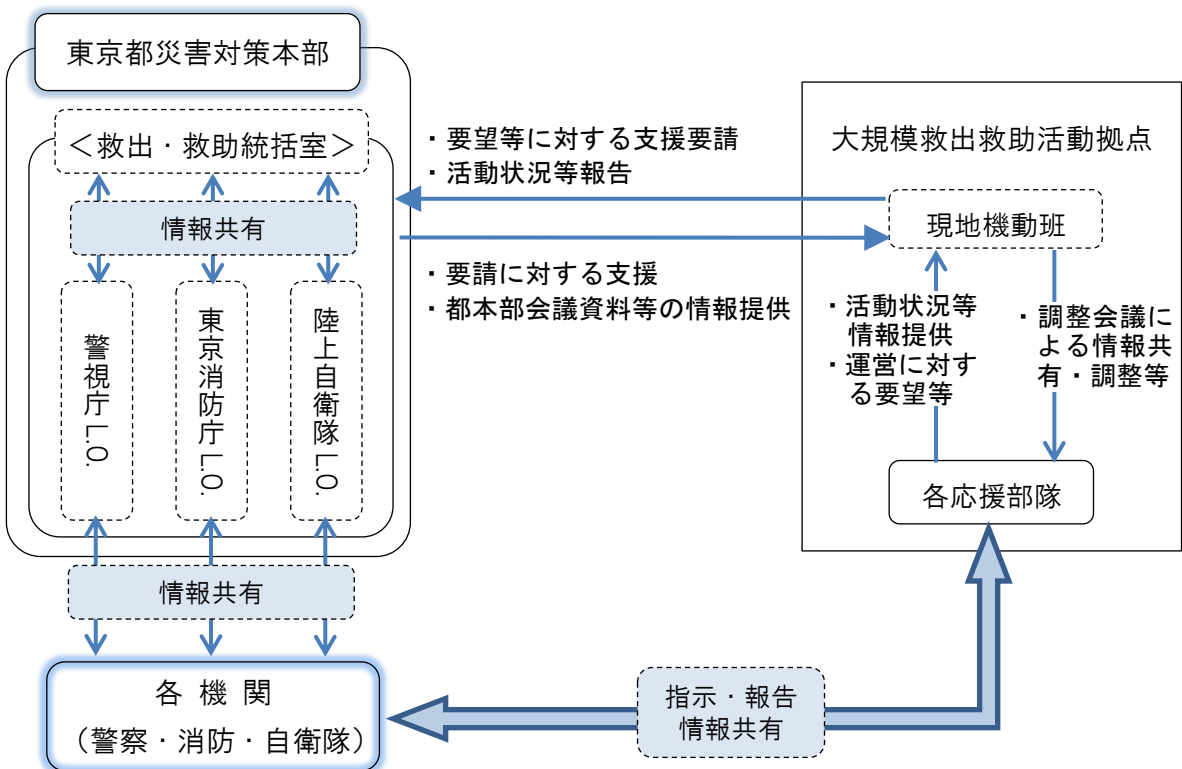 東京都災害対策本部
＜救出・救助統括室＞
情報共有
警視庁 L.O.
東京消防庁 L.O.
陸上自衛隊 L.O.
情報共有
各 機 関
（警察・消防・自衛隊）
・要望等に対する支援要請
・活動状況等報告
・要請に対する支援
・都本部会議資料等の情報提供
大規模救出救助活動拠点
現地機動班
・活動状況等
情報提供
・運営に対す
る要望等
・調整会議に
よる情報共
有・調整等
各応援部隊
指示・報告
情報共有